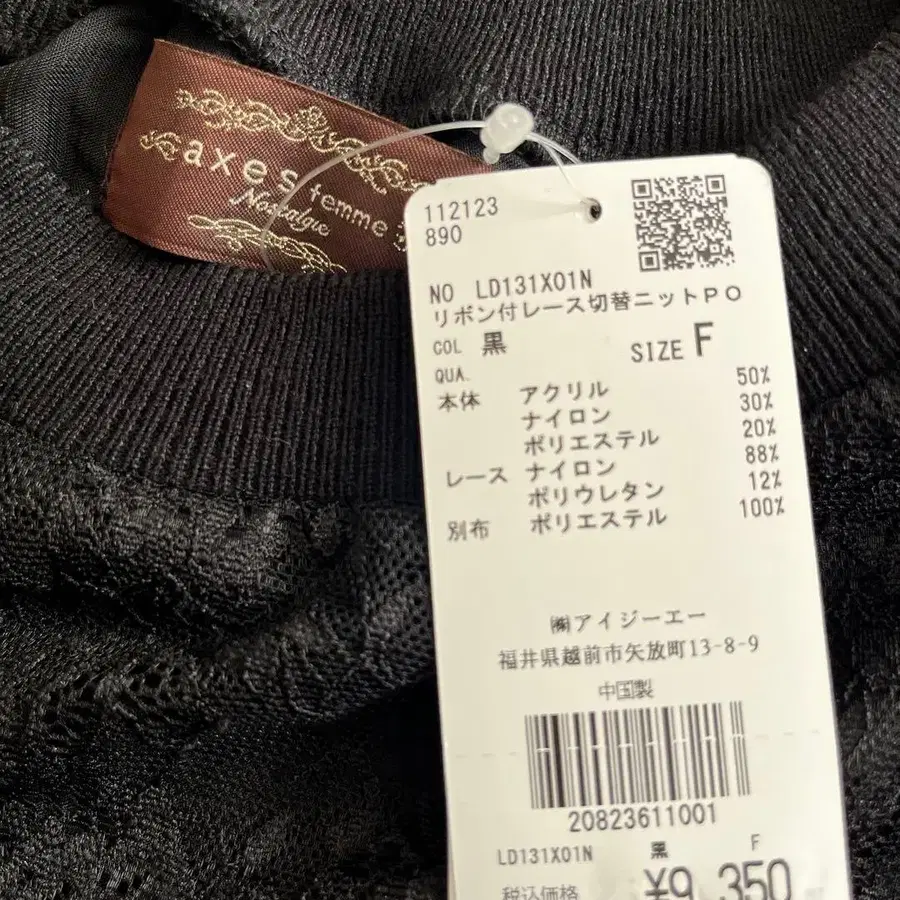 axes femme
Nostalgie
112123
890
NO LD131X01N
リボン付レース切替ニットPO
COL 黒 SIZE F
QUA.
本体 アクリル 50%
ナイロン 30%
ポリエステル 20%
レース ナイロン 88%
ポリウレタン 12%
別布 ポリエステル 100%
㈱アイジーエー
福井県越前市矢放町13-8-9
中国製
20823611001
LD131X01N 黒 F
税込価格 ¥9,350